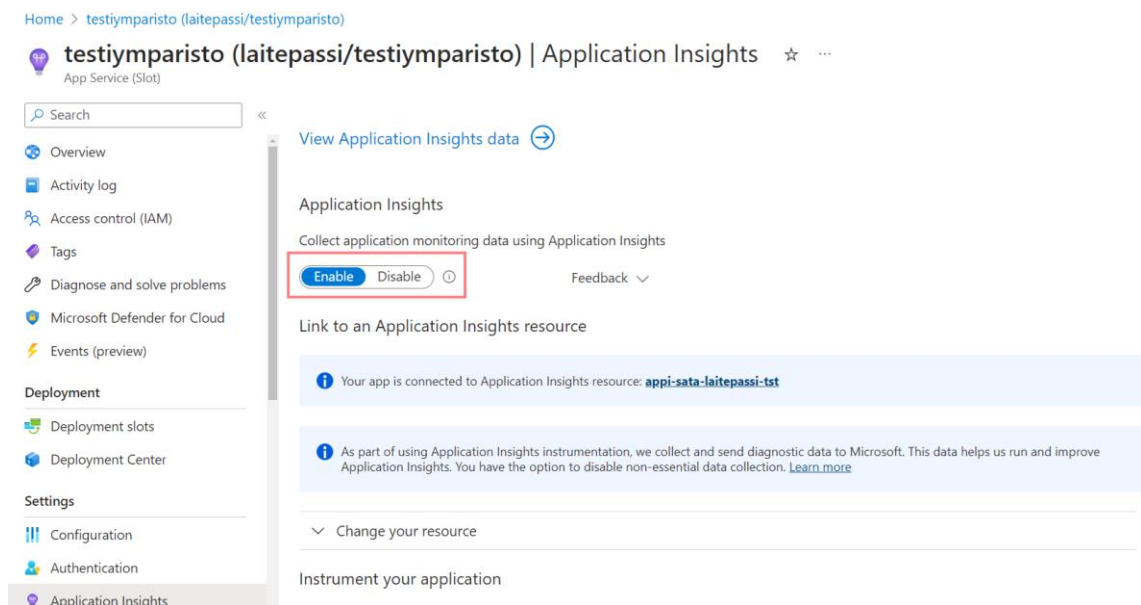 Home > testiymparisto (laitepassi/testiymparisto)
testiymparisto (laitepassi/testiymparisto) | Application Insights
App Service (Slot)
Search
Overview
Activity log
Access control (IAM)
Tags
Diagnose and solve problems
Microsoft Defender for Cloud
Events (preview)
Deployment
Deployment slots
Deployment Center
Settings
Configuration
Authentication
Application Insights
View Application Insights data
Application Insights
Collect application monitoring data using Application Insights
Enable Disable
Feedback
Link to an Application Insights resource
Your app is connected to Application Insights resource: appi-sata-laitepassi-tst
As part of using Application Insights instrumentation, we collect and send diagnostic data to Microsoft. This data helps us run and improve
Application Insights. You have the option to disable non-essential data collection. Learn more
Change your resource
Instrument your application